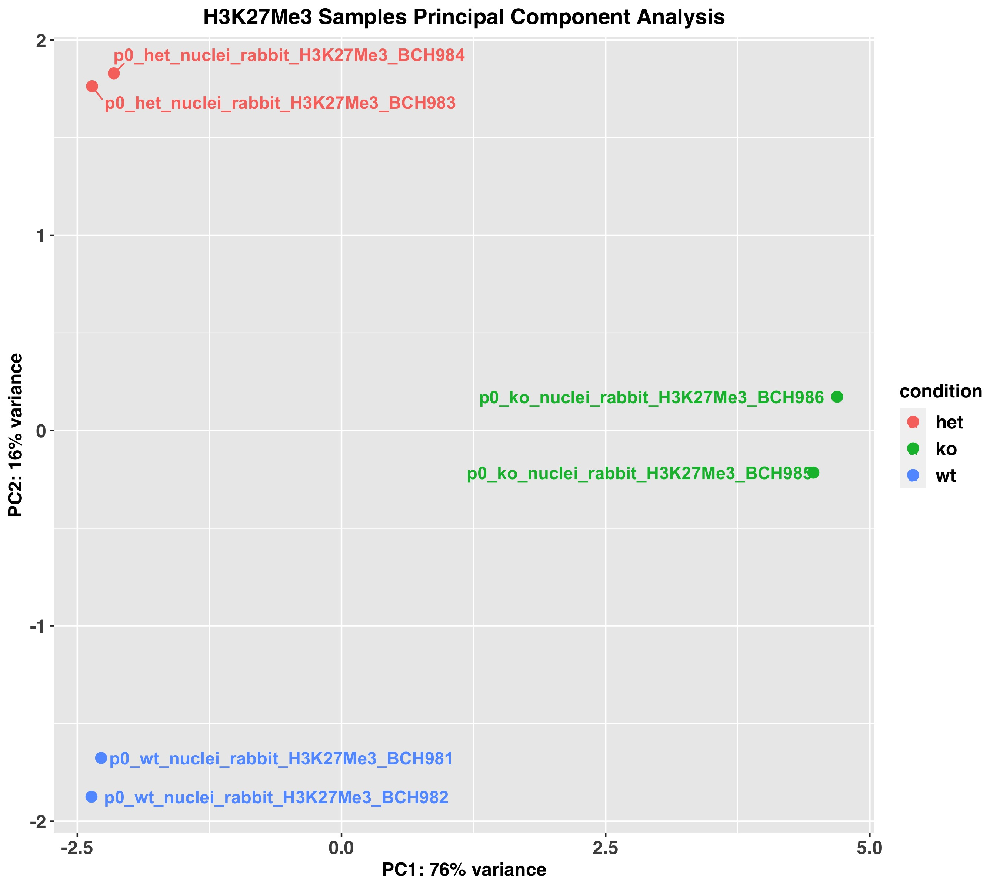 H3K27Me3 Samples Principal Component Analysis
2
p0_het_nuclei_rabbit_H3K27Me3_BCH984
p0_het_nuclei_rabbit_H3K27Me3_BCH983
1
PC2: 16% variance
p0_ko_nuclei_rabbit_H3K27Me3_BCH986
0
p0_ko_nuclei_rabbit_H3K27Me3_BCH985
condition
het
ko
wt
-1
p0_wt_nuclei_rabbit_H3K27Me3_BCH981
p0_wt_nuclei_rabbit_H3K27Me3_BCH982
-2
-2.5 0.0 2.5 5.0
PC1: 76% variance